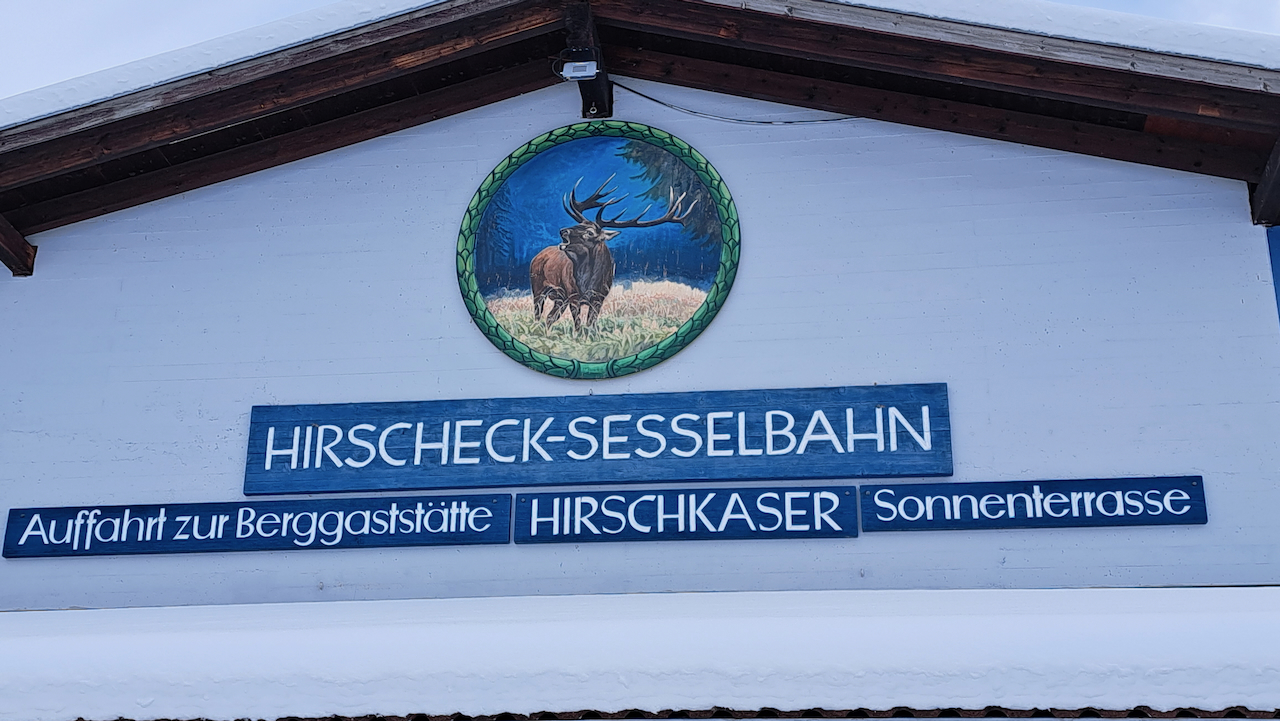 HIRSCHECK-SESSELBAHN
Auffahrt zur Berggaststätte HIRSCHKASER Sonnenterrasse